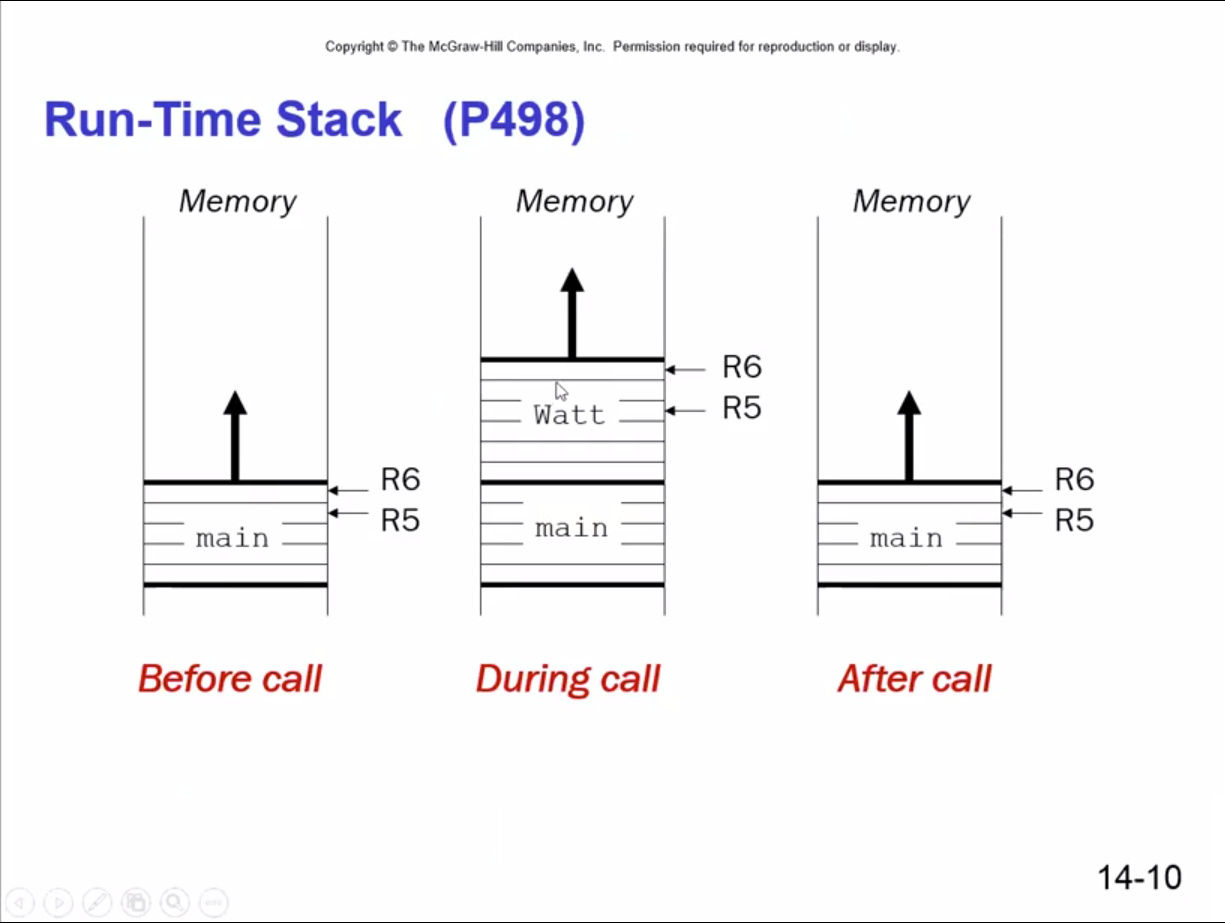 Copyright © The McGraw-Hill Companies, Inc. Permission required for reproduction or display.
Run-Time Stack (P498)
Memory
Memory
Memory
R6
R5
Watt
R6
R5
main
main
R6
R5
main
Before call
During call
After call
14-10